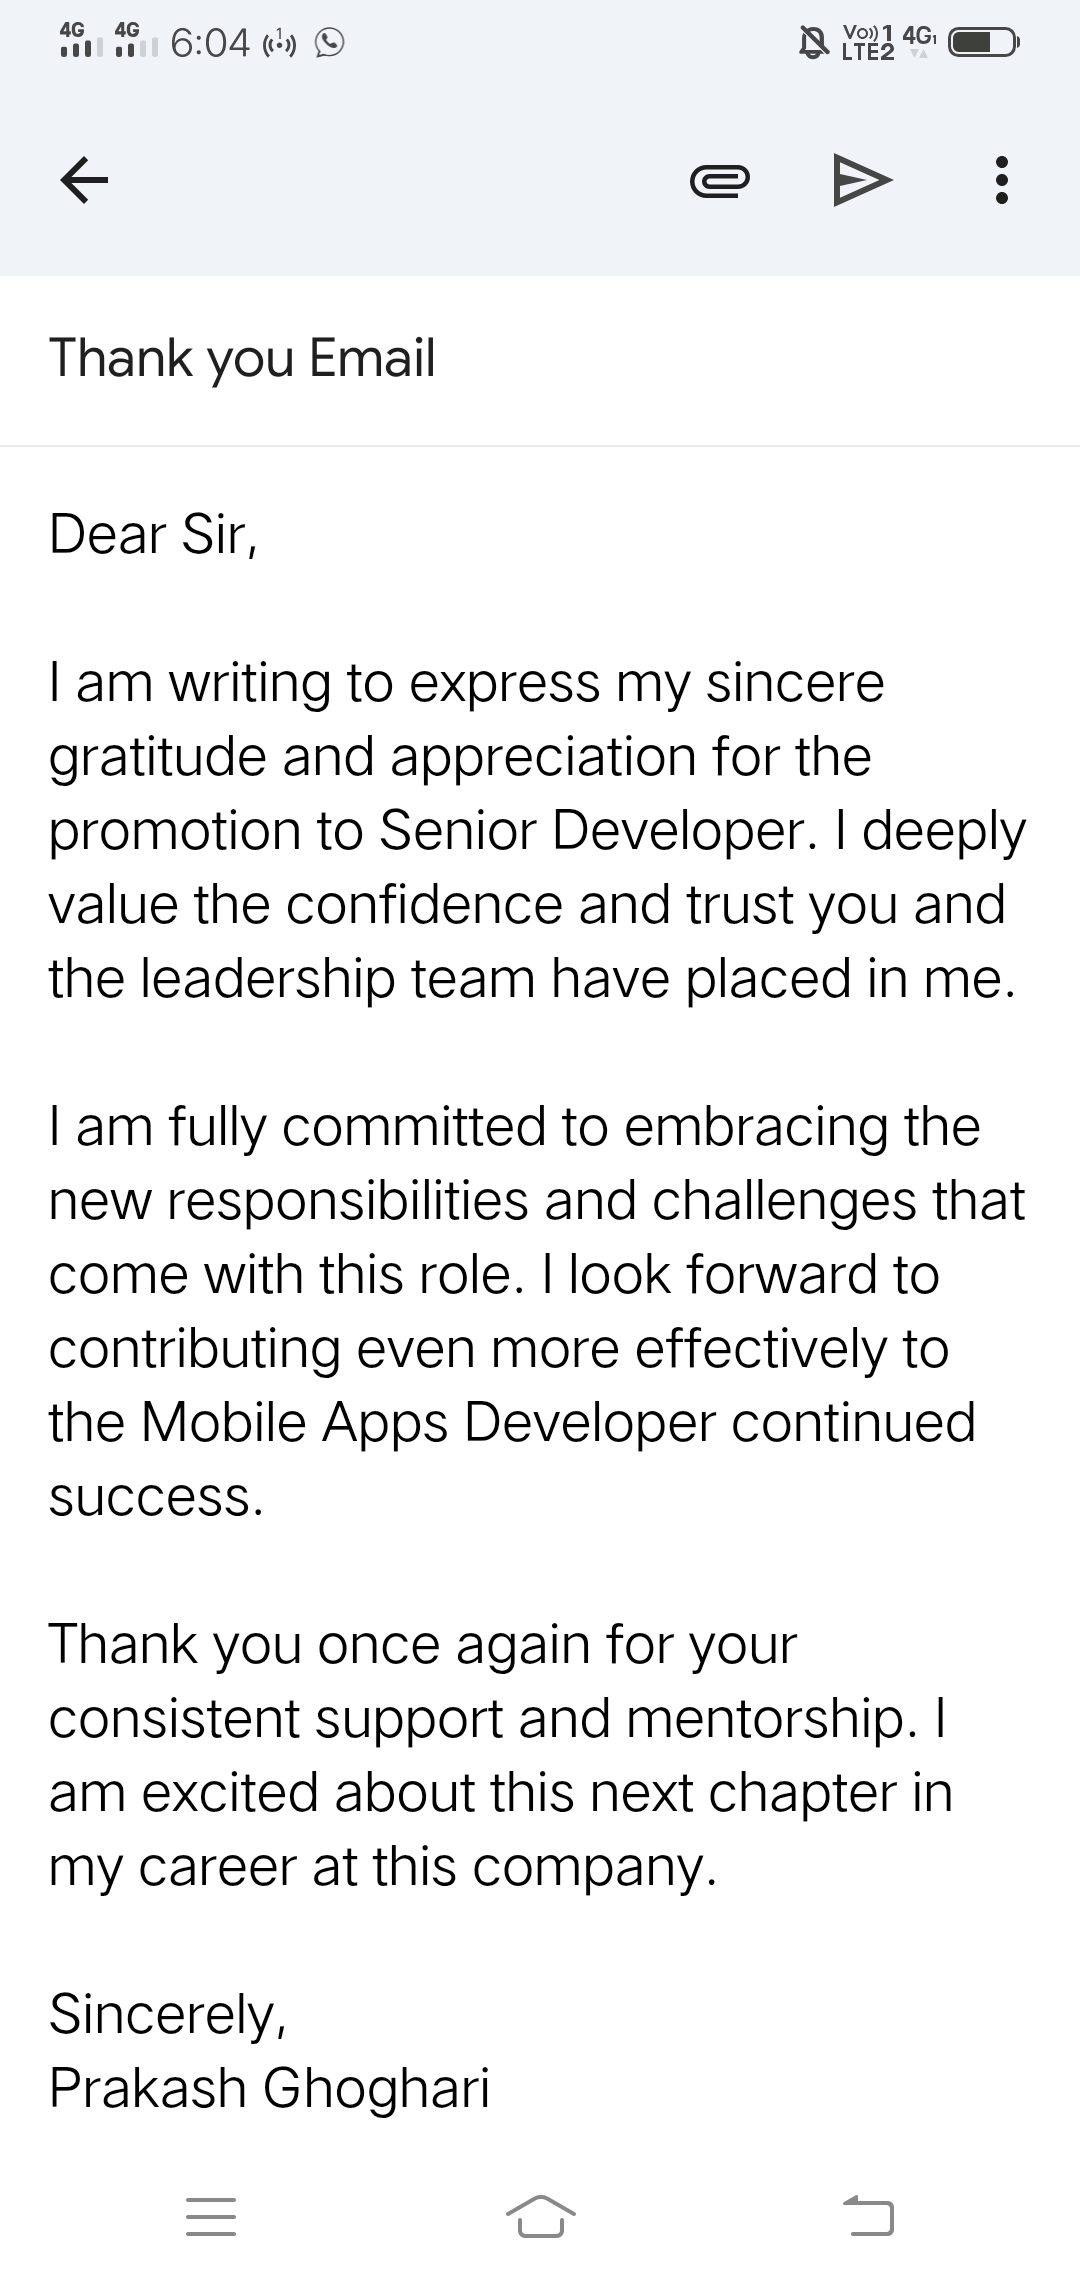 4G 4G 6:04
Vo)) 1 4G1
LTE2
Thank you Email
Dear Sir,
I am writing to express my sincere
gratitude and appreciation for the
promotion to Senior Developer. I deeply
value the confidence and trust you and
the leadership team have placed in me.
I am fully committed to embracing the
new responsibilities and challenges that
come with this role. I look forward to
contributing even more effectively to
the Mobile Apps Developer continued
success.
Thank you once again for your
consistent support and mentorship. I
am excited about this next chapter in
my career at this company.
Sincerely,
Prakash Ghoghari